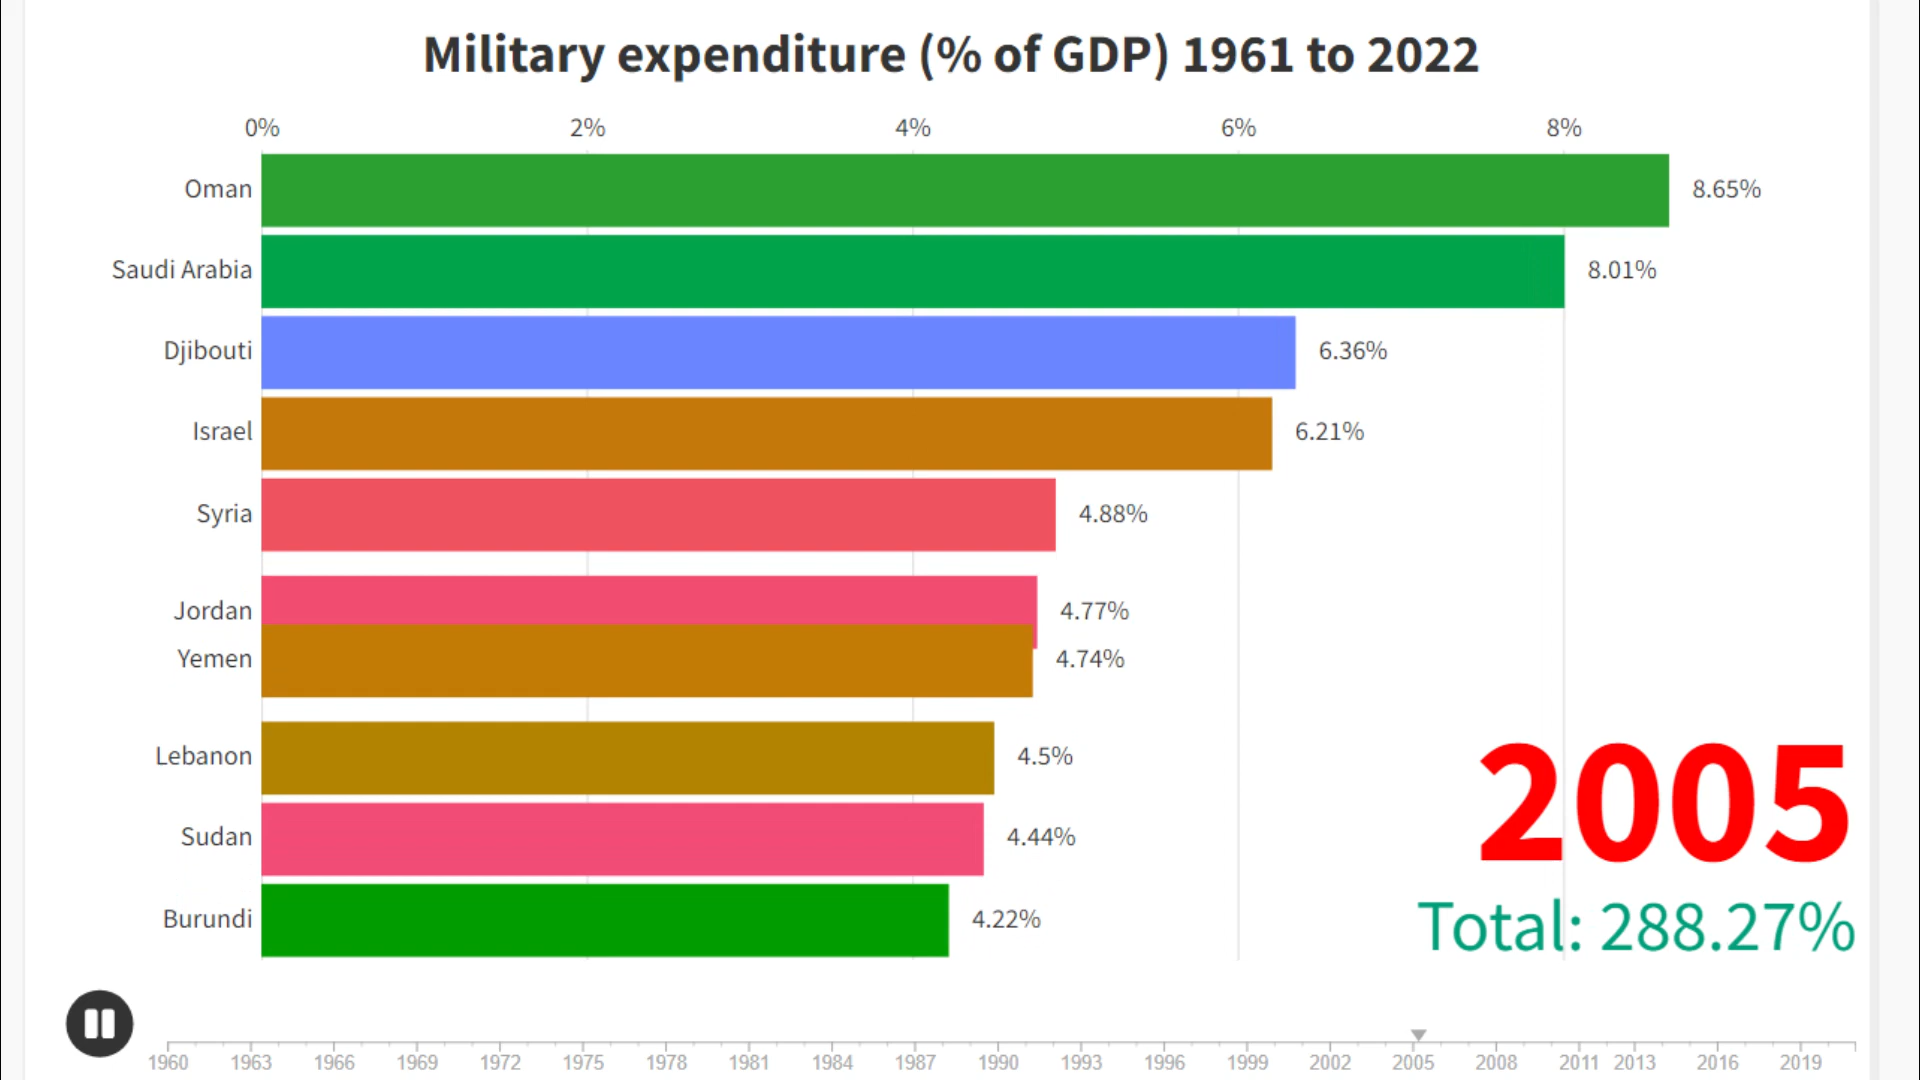 Military expenditure (% of GDP) 1961 to 2022
0% 2% 4% 6% 8%
Oman 8.65%
Saudi Arabia 8.01%
Djibouti 6.36%
Israel 6.21%
Syria 4.88%
Jordan 4.77%
Yemen 4.74%
Lebanon 4.5%
Sudan 4.44%
Burundi 4.22%
2005
Total: 288.27%
1960 1963 1966 1969 1972 1975 1978 1981 1984 1987 1990 1993 1996 1999 2002 2005 2008 2011 2013 2016 2019